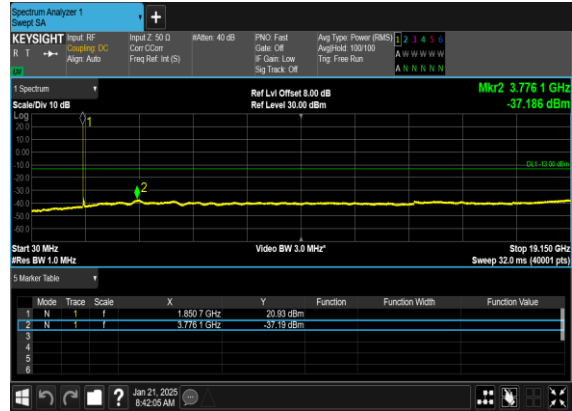 Spectrum Analyzer 1
Swept SA
+
KEYSIGHT Input: RF Input Z: 50 Ω #Atten: 40 dB PNO: Fast Avg Type: Power (RMS) 1 2 3 4 5 6
R T Coupling: DC Corr CCorr Gate: Off Avg|Hold: 100/100 A W W W W W
Align: Auto Freq Ref: Int (S) IF Gain: Low Trig: Free Run
LW Sig Track: Off A N N N N N
1 Spectrum Ref Lvl Offset 8.00 dB Mkr2 3.776 1 GHz
Scale/Div 10 dB Ref Level 30.00 dBm -37.186 dBm
Log
1
20.0
10.0
0.00
-10.0
DL1 -13.00 dBm
-20.0
-30.0
2
-40.0
-50.0
-60.0
Start 30 MHz Video BW 3.0 MHz* Stop 19.150 GHz
#Res BW 1.0 MHz Sweep 32.0 ms (40001 pts)
5 Marker Table
Mode Trace Scale X Y Function Function Width Function Value
1 N 1 f 1.850 7 GHz 20.93 dBm
2 N 1 f 3.776 1 GHz -37.19 dBm
3
4
5
6
? Jan 21, 2025
8:42:05 AM